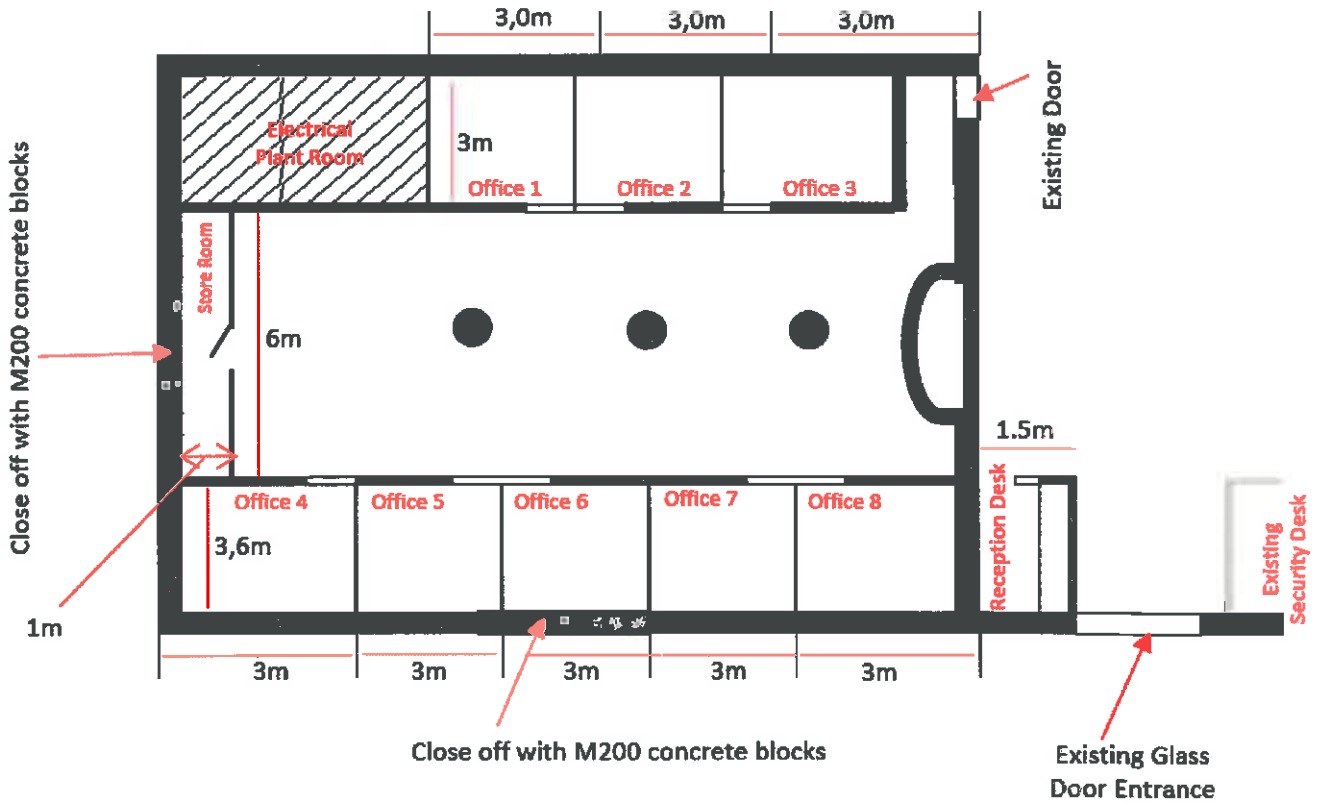 3,0m
3,0m
3,0m
Existing Door
Electrical
Plant Room
3m
Office 1
Office 2
Office 3
Close off with M200 concrete blocks
Store Room
6m
1.5m
Office 4
Office 5
Office 6
Office 7
Office 8
Reception Desk
Existing
Security Desk
3,6m
1m
3m
3m
3m
3m
3m
Close off with M200 concrete blocks
Existing Glass
Door Entrance